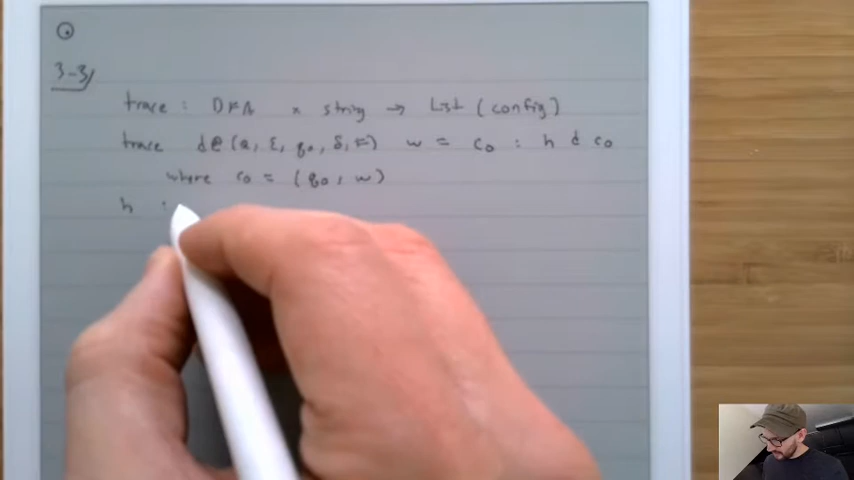 3-3/
trace : DFA × string → List (config)
trace d@(Q, Σ, q₀, δ, F) w = c₀ : h d c₀
where c₀ = (q₀, w)
h :